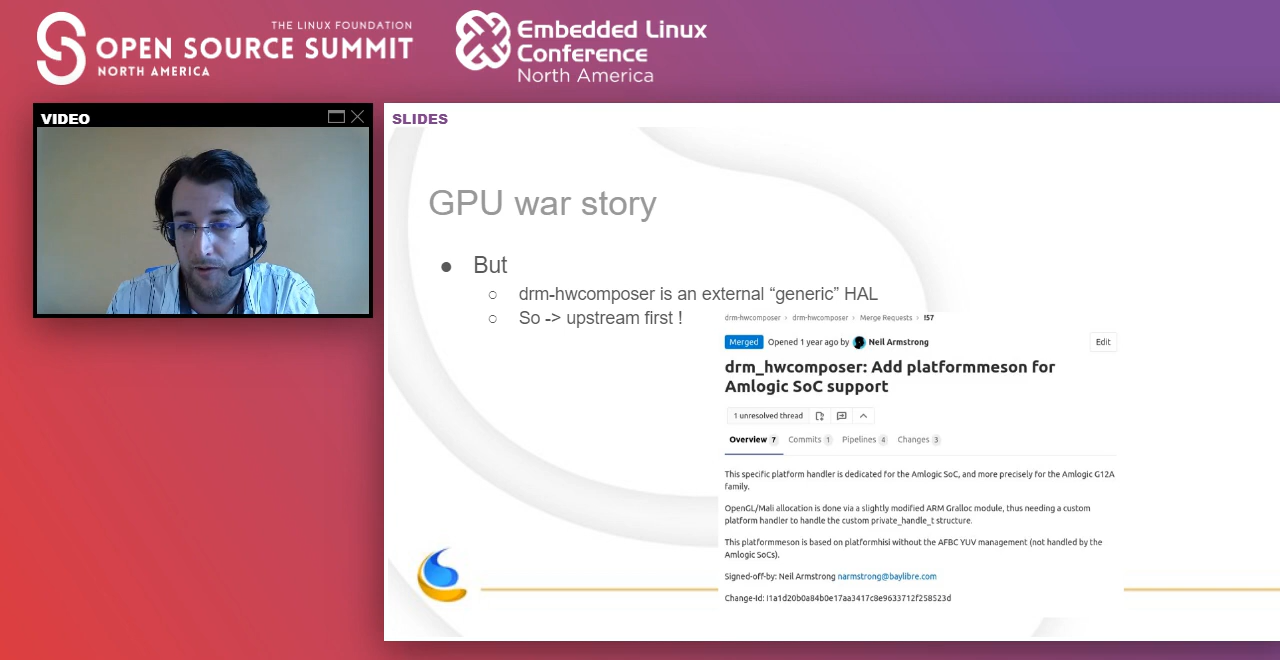 THE LINUX FOUNDATION
OPEN SOURCE SUMMIT
NORTH AMERICA
Embedded Linux
Conference
North America
VIDEO
SLIDES
GPU war story
● But
○ drm-hwcomposer is an external “generic” HAL
○ So -> upstream first !
drm-hwcomposer › drm-hwcomposer › Merge Requests › !57
Merged Opened 1 year ago by Neil Armstrong Edit
drm_hwcomposer: Add platformmeson for
Amlogic SoC support
1 unresolved thread
Overview 7 Commits 1 Pipelines 4 Changes 3
This specific platform handler is dedicated for the Amlogic SoC, and more precisely for the Amlogic G12A
family.
OpenGL/Mali allocation is done via a slightly modified ARM Gralloc module, thus needing a custom
platform handler to handle the custom private_handle_t structure.
This platformmeson is based on platformhisi without the AFBC YUV management (not handled by the
Amlogic SoCs).
Signed-off-by: Neil Armstrong narmstrong@baylibre.com
Change-Id: I1a1d20b0a84b0e17aa3417c8e9633712f258523d